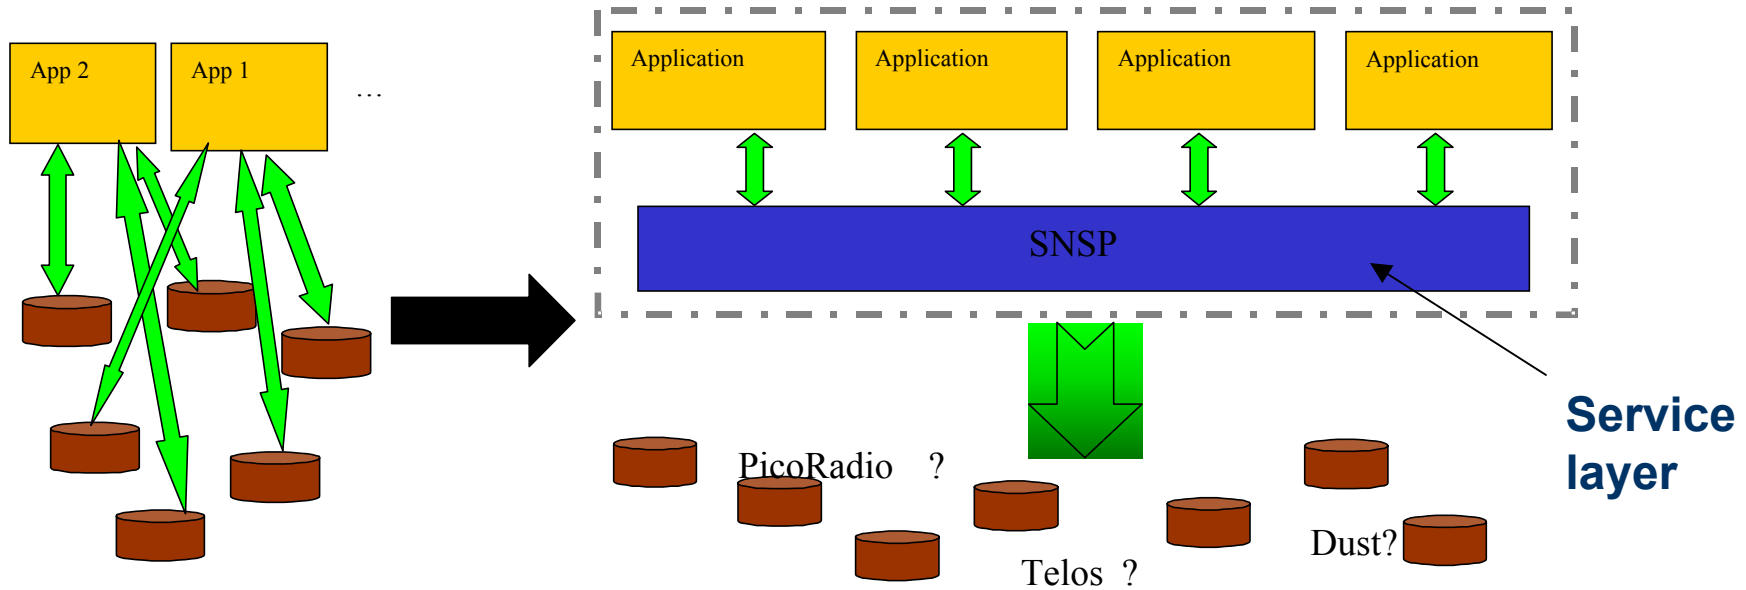 App 2
App 1
...
Application
Application
Application
Application
SNSP
Service
layer
PicoRadio ?
Telos ?
Dust?